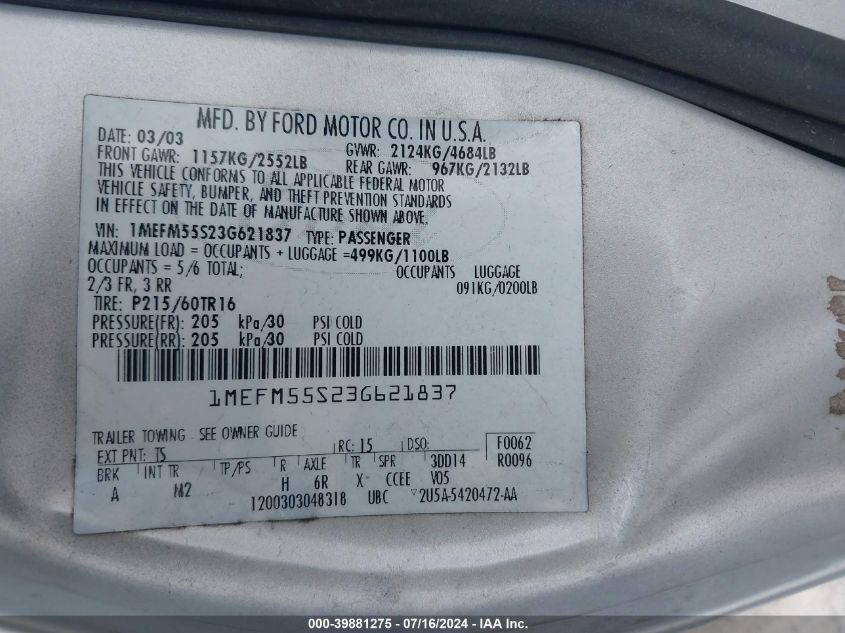 MFD. BY FORD MOTOR CO. IN U.S.A.
DATE: 03/03 GVWR: 2124KG/4684LB
FRONT GAWR: 1157KG/2552LB REAR GAWR: 967KG/2132LB
THIS VEHICLE CONFORMS TO ALL APPLICABLE FEDERAL MOTOR
VEHICLE SAFETY, BUMPER, AND THEFT PREVENTION STANDARDS
IN EFFECT ON THE DATE OF MANUFACTURE SHOWN ABOVE.
VIN: 1MEFM55S23G621837 TYPE: PASSENGER
MAXIMUM LOAD = OCCUPANTS + LUGGAGE =499KG/1100LB
OCCUPANTS = 5/6 TOTAL; OCCUPANTS LUGGAGE
2/3 FR, 3 RR 091KG/0200LB
TIRE: P215/60TR16
PRESSURE(FR): 205 kPa/30 PSI COLD
PRESSURE(RR): 205 kPa/30 PSI COLD
1MEFM55S23G621837
TRAILER TOWING - SEE OWNER GUIDE
EXT PNT: TS RC: 15 DSO: F0062
BRK INT TR TP/PS R AXLE TR SPR 3DD14 R0096
A M2 H 6R X CCEE V05
1200303048318 UBC 2U5A-5420472-AA
000-39881275 - 07/16/2024 - IAA Holdings, LLC.